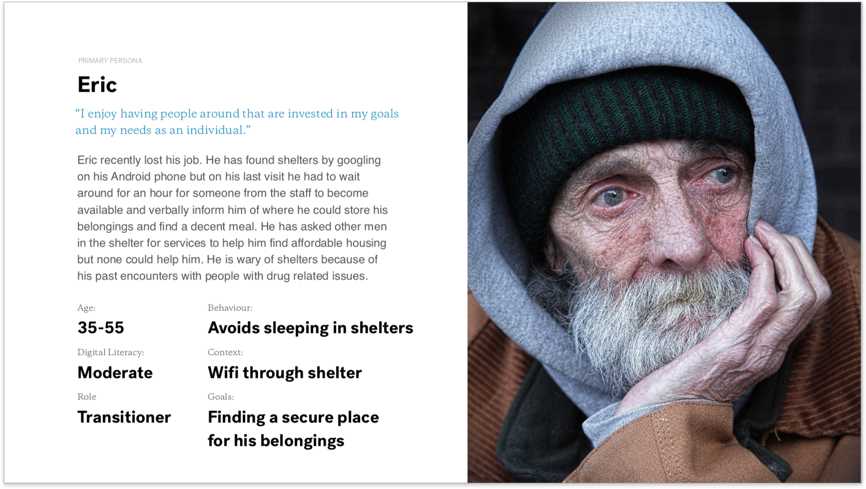 PRIMARY PERSONA
Eric
“I enjoy having people around that are invested in my goals
and my needs as an individual.”
Eric recently lost his job. He has found shelters by googling
on his Android phone but on his last visit he had to wait
around for an hour for someone from the staff to become
available and verbally inform him of where he could store his
belongings and find a decent meal. He has asked other men
in the shelter for services to help him find affordable housing
but none could help him. He is wary of shelters because of
his past encounters with people with drug related issues.
Age:
35-55
Behaviour:
Avoids sleeping in shelters
Digital Literacy:
Moderate
Context:
Wifi through shelter
Role
Transitioner
Goals:
Finding a secure place
for his belongings